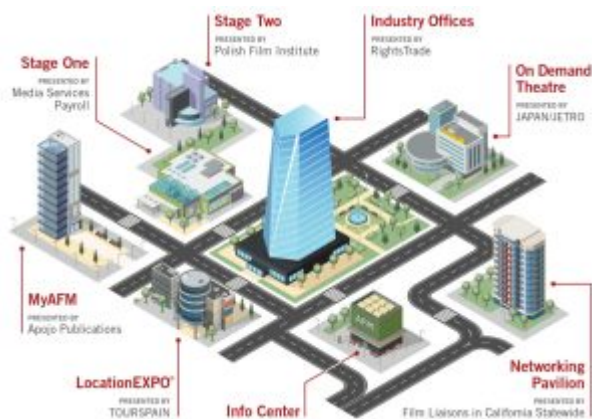 Stage Two
PRESENTED BY
Polish Film Institute
Industry Offices
PRESENTED BY
RightsTrade
Stage One
PRESENTED BY
Media Services
Payroll
On Demand
Theatre
PRESENTED BY
JAPAN/JETRO
MyAFM
PRESENTED BY
Apojo Publications
AFM
LocationEXPO®
PRESENTED BY
TOURSPAIN
Info Center
Networking
Pavilion
PRESENTED BY
Film Liaisons in California Statewide